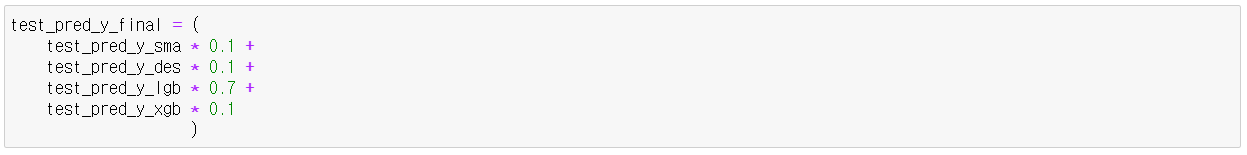 test_pred_y_final = (
    test_pred_y_sma * 0.1 +
    test_pred_y_des * 0.1 +
    test_pred_y_lgb * 0.7 +
    test_pred_y_xgb * 0.1
                    )